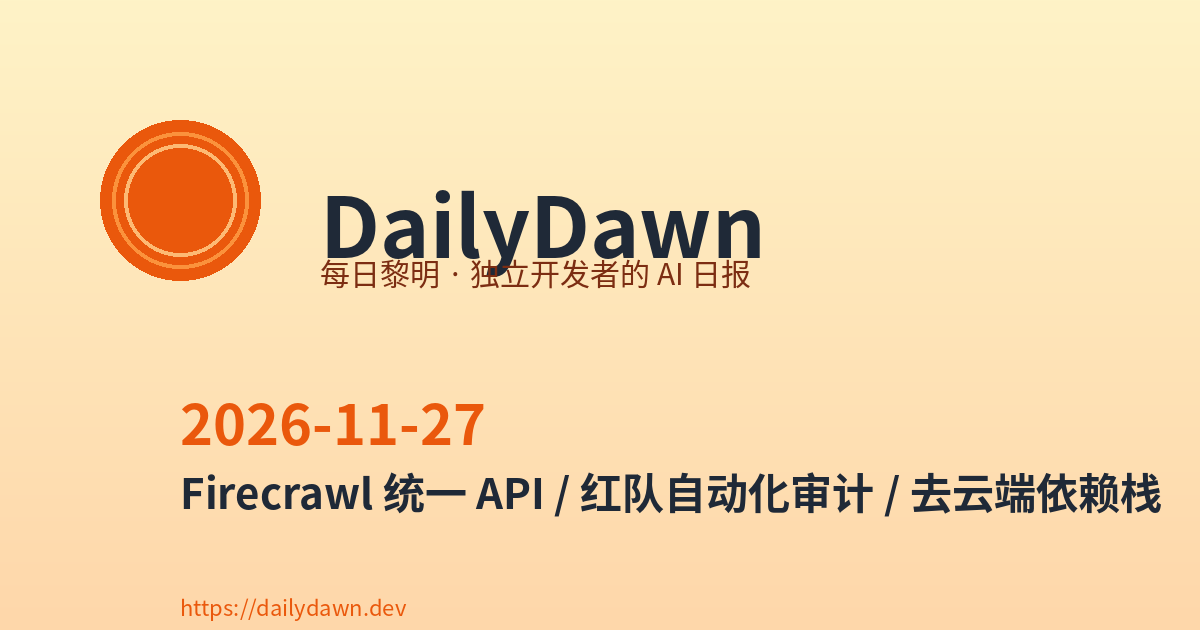 DailyDawn
每日黎明 · 独立开发者的 AI 日报
2026-11-27
Firecrawl 统一 API / 红队自动化审计 / 去云端依赖栈
https://dailydawn.dev